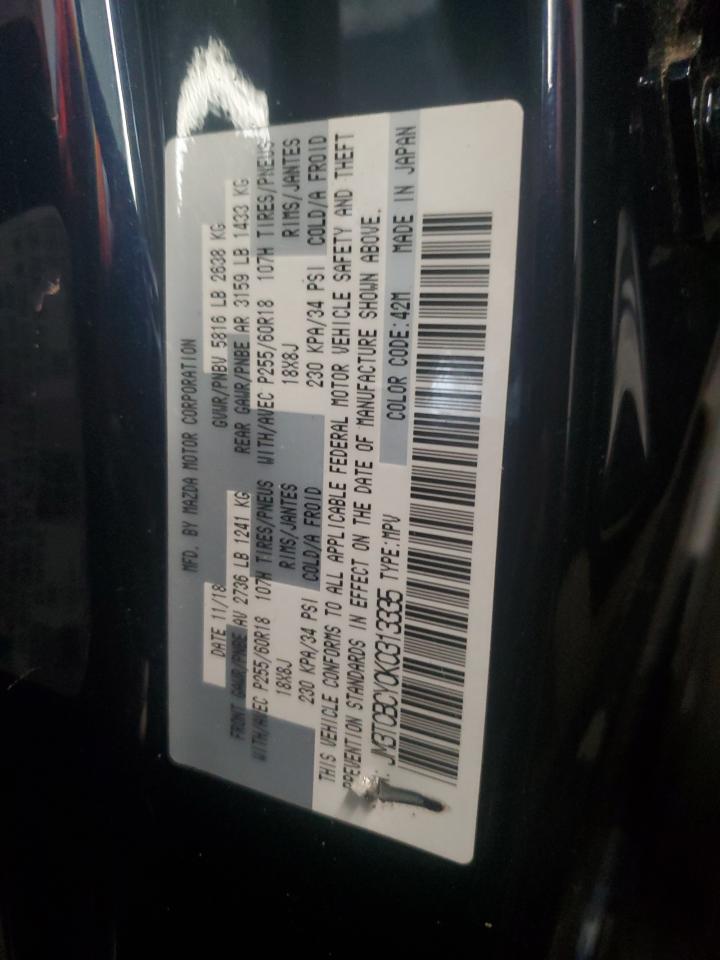 MFD. BY MAZDA MOTOR CORPORATION
DATE 11/18 GVWR/PNBV 5816 LB 2638 KG
FRONT GAWR/PNBE AV 2736 LB 1241 KG REAR GAWR/PNBE AR 3159 LB 1433 KG
WITH/AVEC P255/60R18 107H TIRES/PNEUS WITH/AVEC P255/60R18 107H TIRES/PNEUS
18X8J RIMS/JANTES 18X8J RIMS/JANTES
230 KPA/34 PSI COLD/A FROID 230 KPA/34 PSI COLD/A FROID
THIS VEHICLE CONFORMS TO ALL APPLICABLE FEDERAL MOTOR VEHICLE SAFETY AND THEFT
PREVENTION STANDARDS IN EFFECT ON THE DATE OF MANUFACTURE SHOWN ABOVE.
JM3TCBCY0K0313335 TYPE:MPV COLOR CODE:42M MADE IN JAPAN